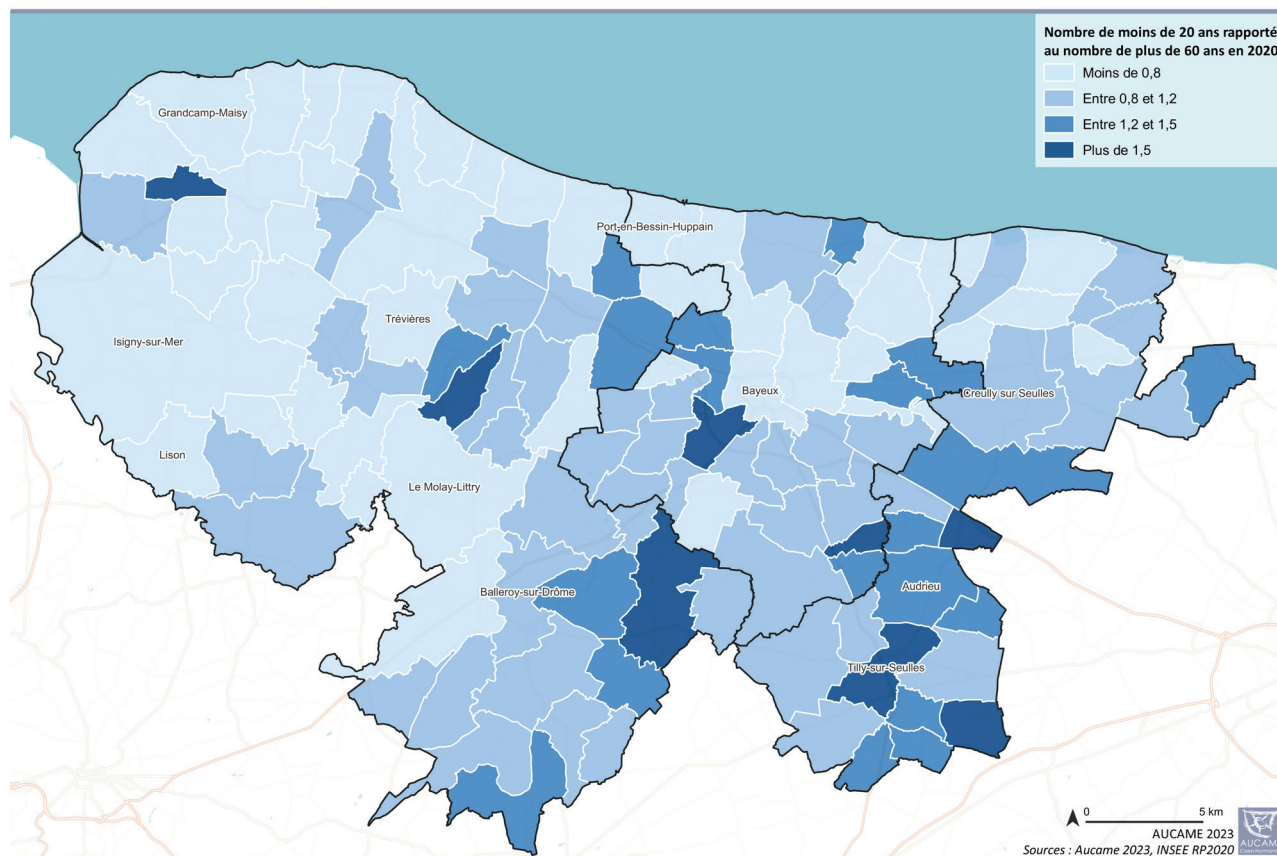 Nombre de moins de 20 ans rapporté
au nombre de plus de 60 ans en 2020
Moins de 0,8
Entre 0,8 et 1,2
Entre 1,2 et 1,5
Plus de 1,5
Grandcamp-Maisy
Port-en-Bessin-Huppain
Trévières
Isigny-sur-Mer
Bayeux
Creully sur Seulles
Lison
Le Molay-Littry
Balleroy-sur-Drôme
Audrieu
Tilly-sur-Seulles
0 5 km
AUCAME 2023
Sources : Aucame 2023, INSEE RP2020
AUCAME
Caen Normandie